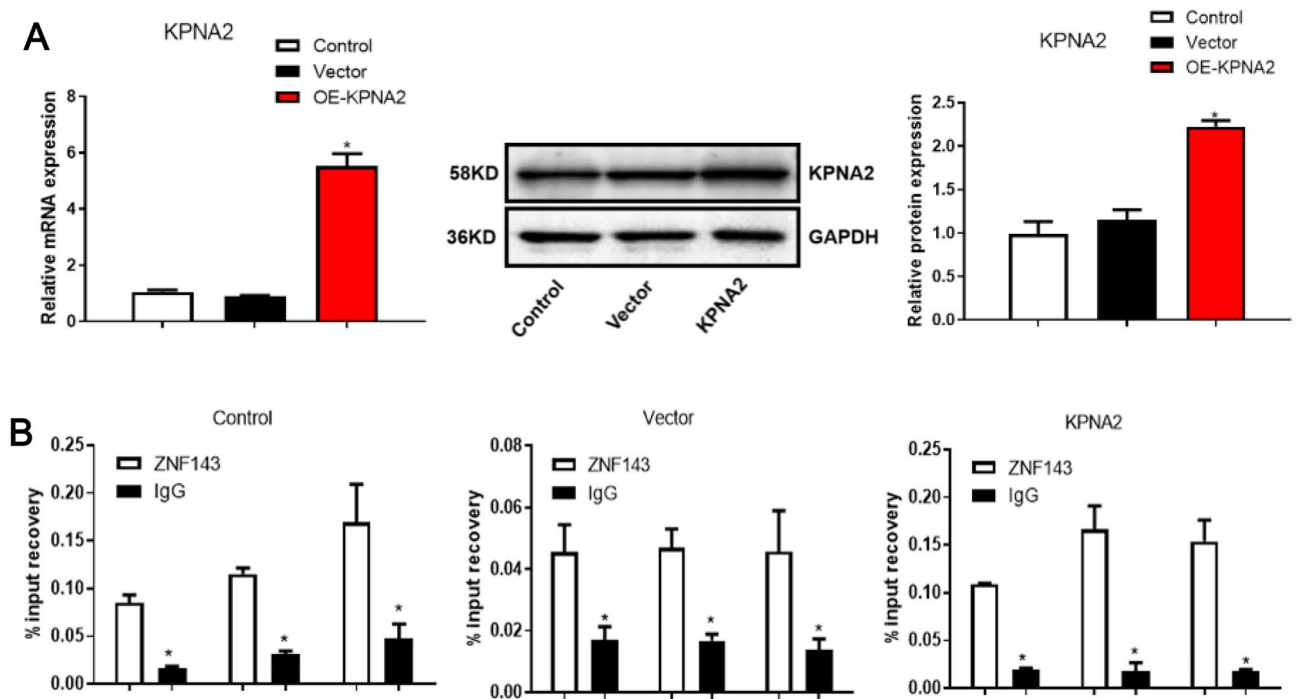 A
KPNA2
Control
Vector
OE-KPNA2
Relative mRNA expression
8
6
4
2
0
*
58KD
KPNA2
36KD
GAPDH
Control
Vector
KPNA2
KPNA2
Control
Vector
OE-KPNA2
Relative protein expression
2.5
2.0
1.5
1.0
0.5
0.0
*
B
Control
ZNF143
IgG
% input recovery
0.25
0.20
0.15
0.10
0.05
0.00
* * *
Vector
ZNF143
IgG
% input recovery
0.08
0.06
0.04
0.02
0.00
* * *
KPNA2
ZNF143
IgG
% input recovery
0.25
0.20
0.15
0.10
0.05
0.00
* * *